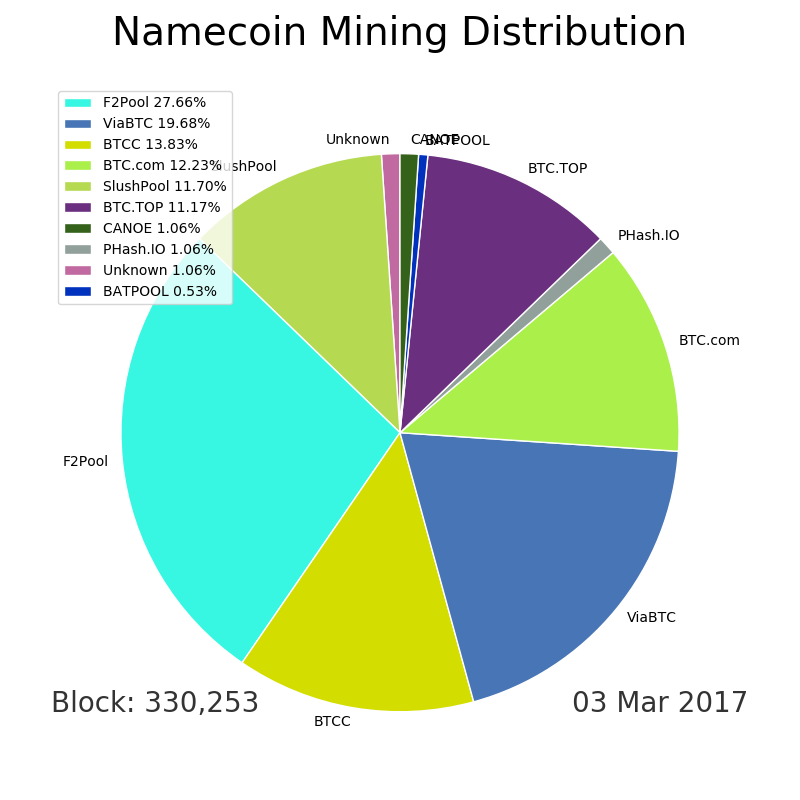 Namecoin Mining Distribution
F2Pool 27.66%
ViaBTC 19.68%
BTCC 13.83%
BTC.com 12.23%
SlushPool 11.70%
BTC.TOP 11.17%
CANOE 1.06%
PHash.IO 1.06%
Unknown 1.06%
BATPOOL 0.53%
Unknown
CANOE
BATPOOL
SlushPool
BTC.TOP
PHash.IO
BTC.com
F2Pool
ViaBTC
BTCC
Block: 330,253
03 Mar 2017